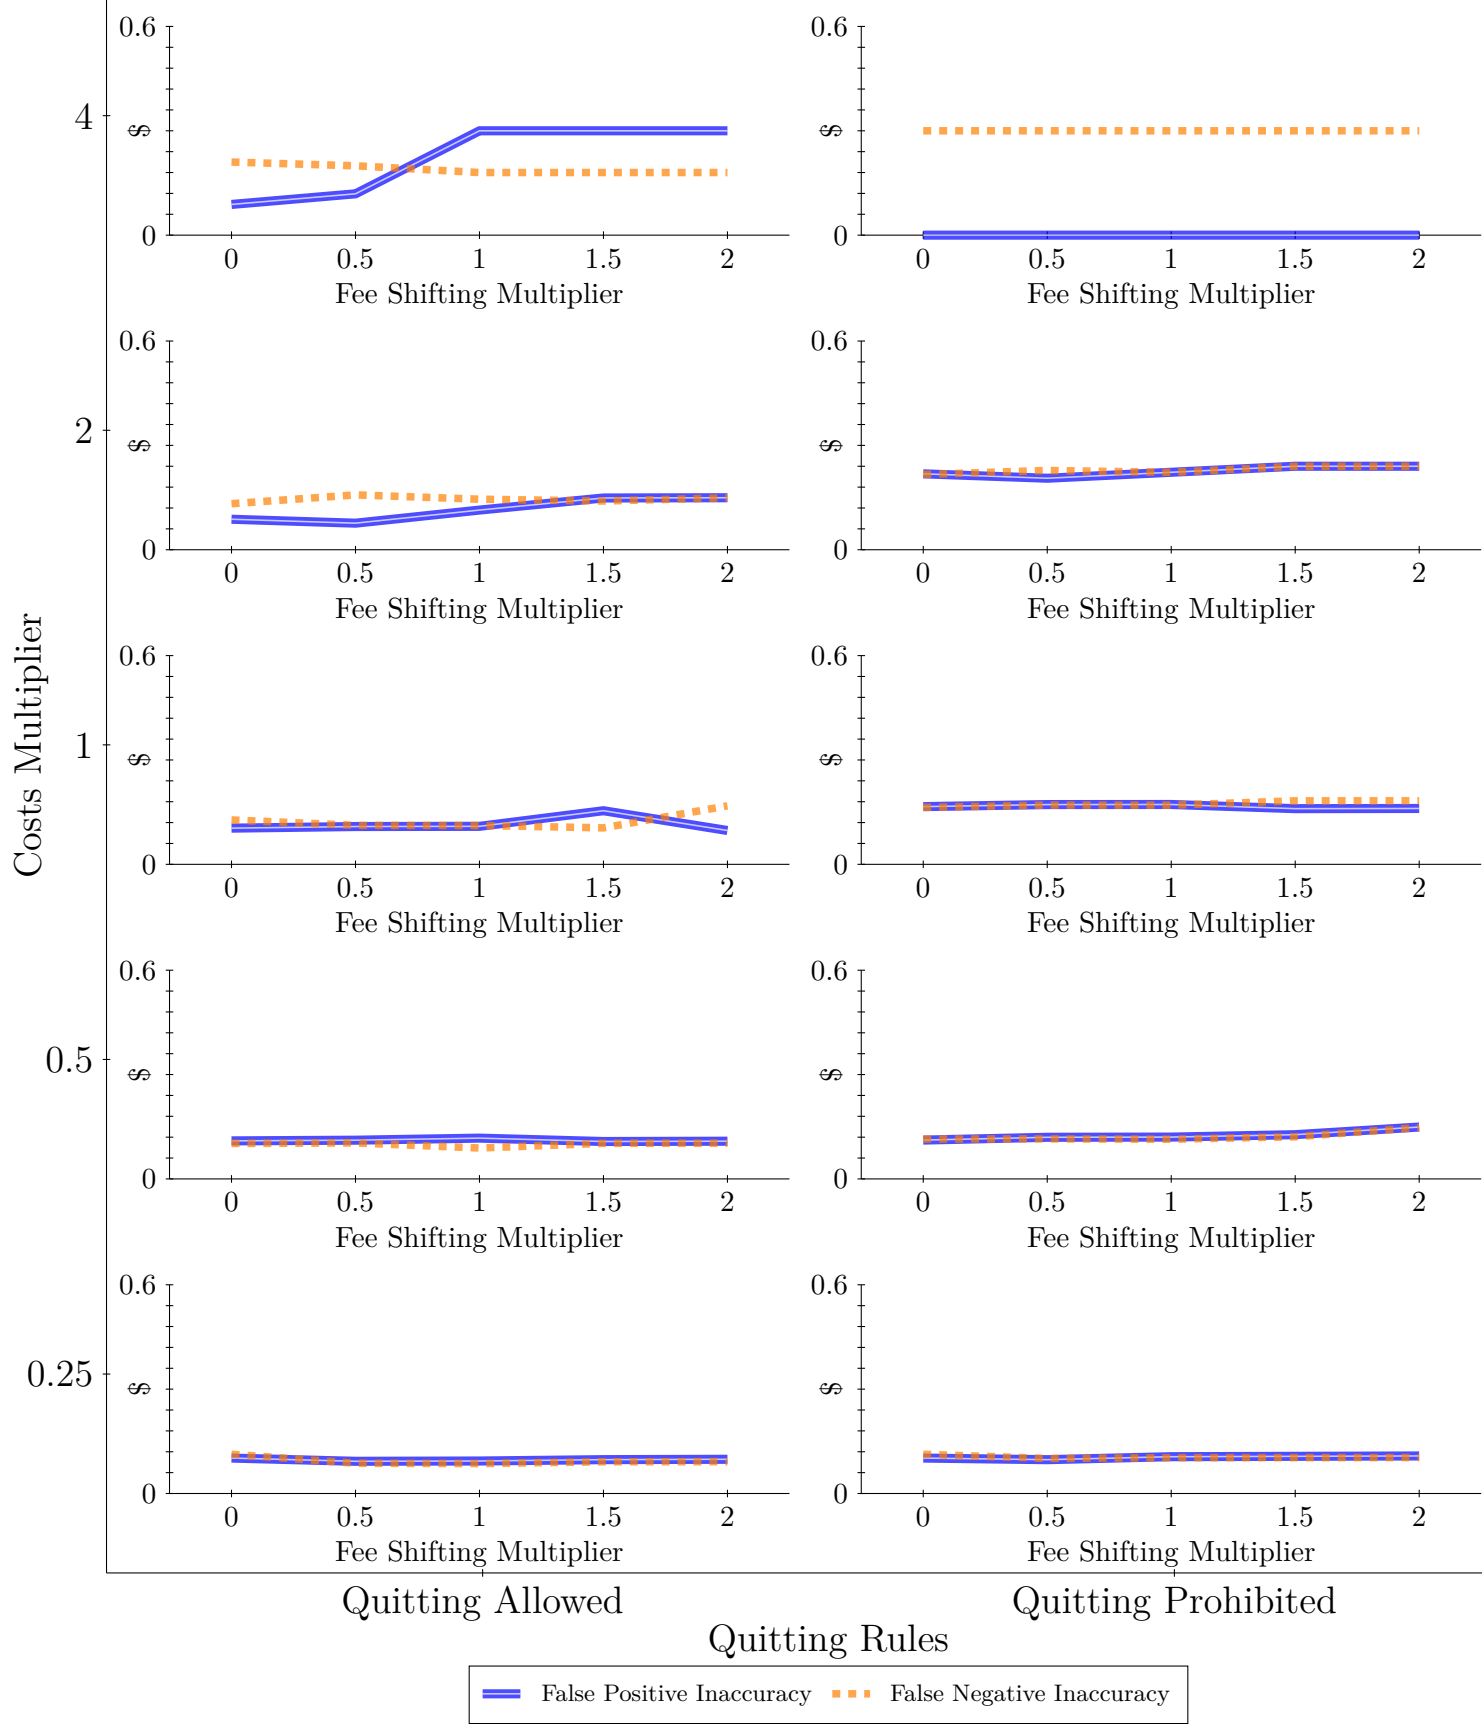 0.6 0.6
4 $ $
0 0
0 0.5 1 1.5 2 0 0.5 1 1.5 2
Fee Shifting Multiplier Fee Shifting Multiplier
0.6 0.6
2 $ $
0 0
0 0.5 1 1.5 2 0 0.5 1 1.5 2
Fee Shifting Multiplier Fee Shifting Multiplier
Costs Multiplier
0.6 0.6
1 $ $
0 0
0 0.5 1 1.5 2 0 0.5 1 1.5 2
Fee Shifting Multiplier Fee Shifting Multiplier
0.6 0.6
0.5 $ $
0 0
0 0.5 1 1.5 2 0 0.5 1 1.5 2
Fee Shifting Multiplier Fee Shifting Multiplier
0.6 0.6
0.25 $ $
0 0
0 0.5 1 1.5 2 0 0.5 1 1.5 2
Fee Shifting Multiplier Fee Shifting Multiplier
Quitting Allowed Quitting Prohibited
Quitting Rules
False Positive Inaccuracy False Negative Inaccuracy